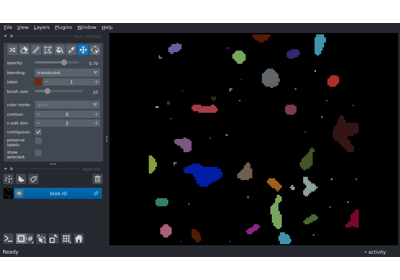 File View Layers Plugins Window Help
opacity: 0.70
blending: translucent
label: 1
brush size: 10
color mode:
contour: 0
n edit dim: 2
contiguous:
preserve labels:
show selected:
blob ID
Ready
activity